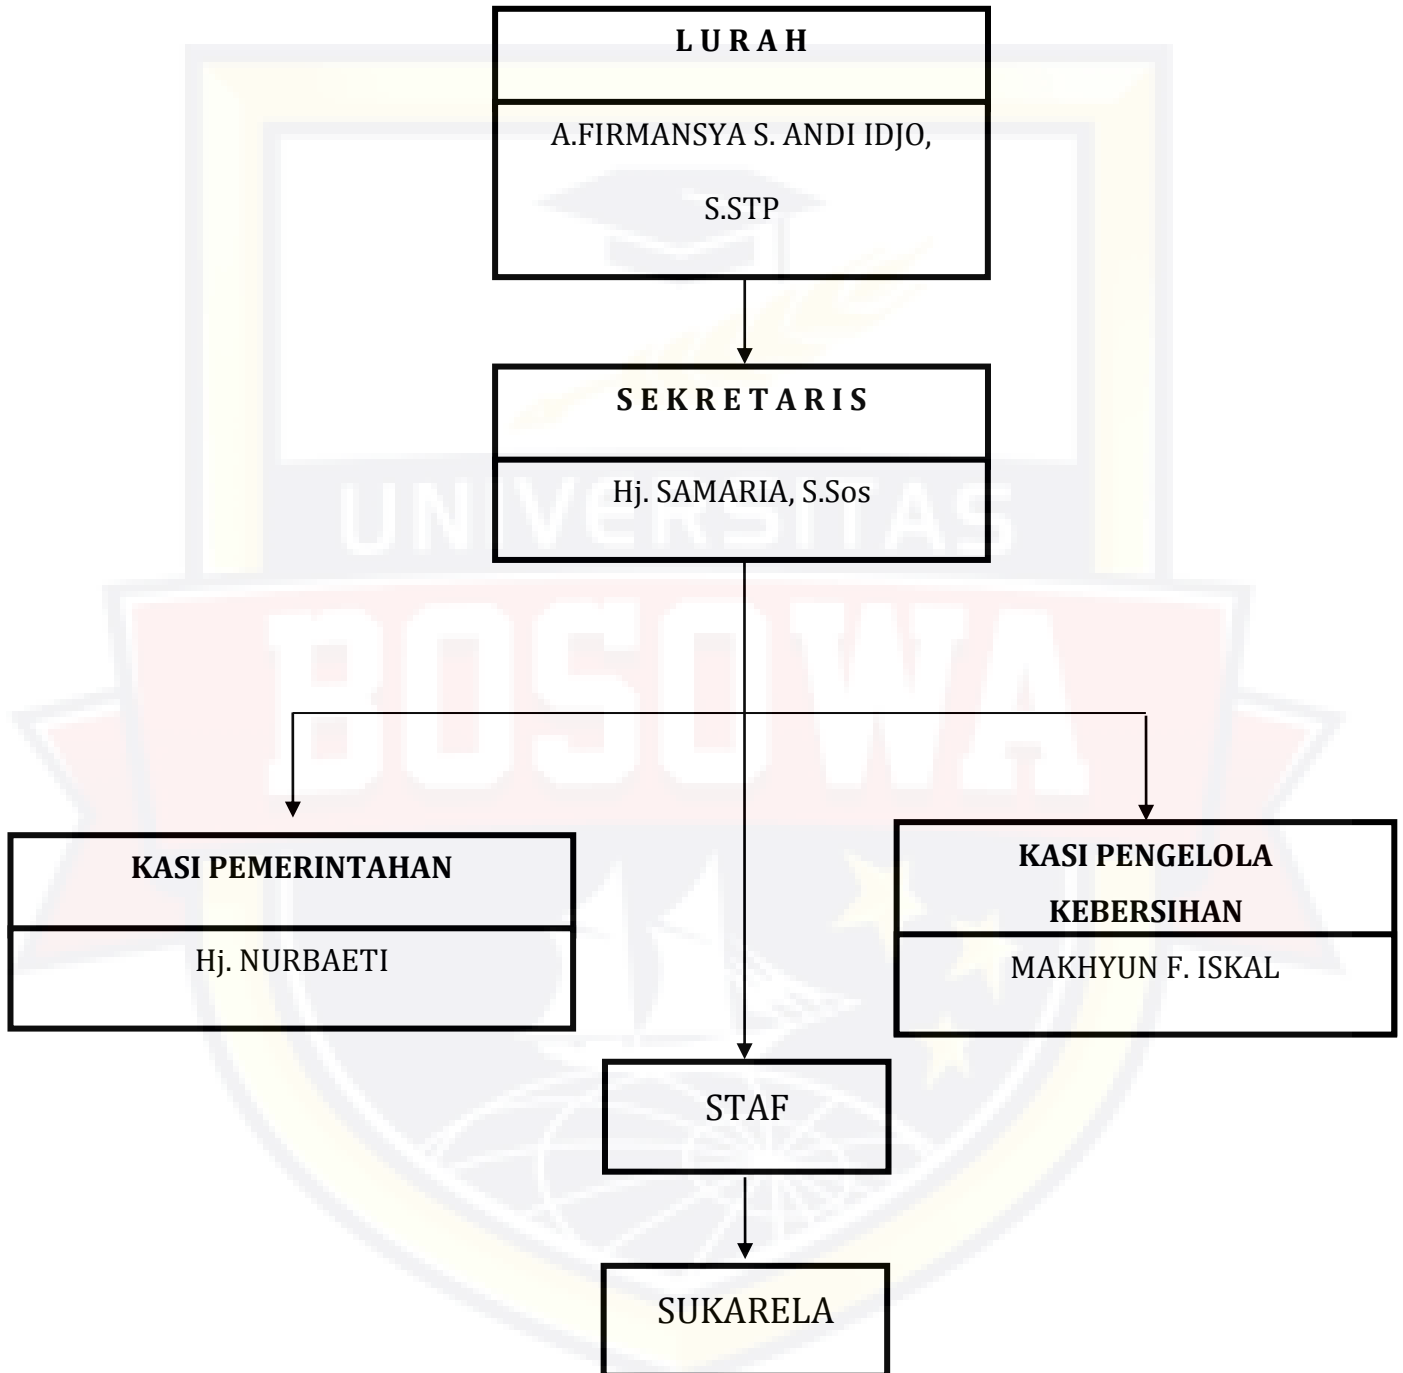 L U R A H
A.FIRMANSYA S. ANDI IDJO,
S.STP
S E K R E T A R I S
Hj. SAMARIA, S.Sos
UNIVERSITAS
BOSOWA
KASI PEMERINTAHAN
Hj. NURBAETI
KASI PENGELOLA
KEBERSIHAN
MAKHYUN F. ISKAL
STAF
SUKARELA